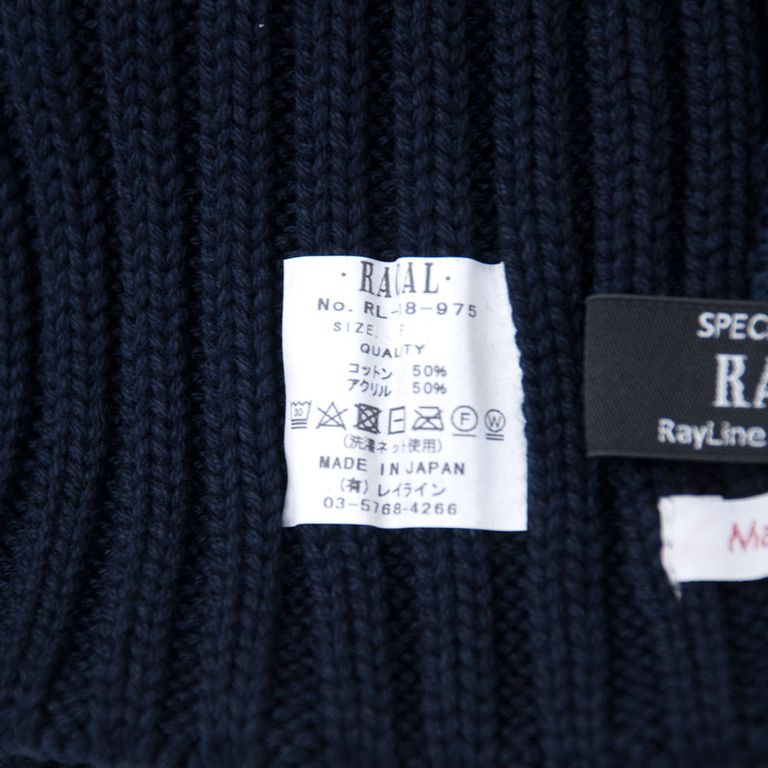 · RACAL ·
No. RL-18-975
SIZE. F
QUALITY
コットン 50%
アクリル 50%
30 F W
(洗濯ネット使用)
MADE IN JAPAN
(有) レイライン
03-5768-4266
SPEC
RA
RayLine
Ma